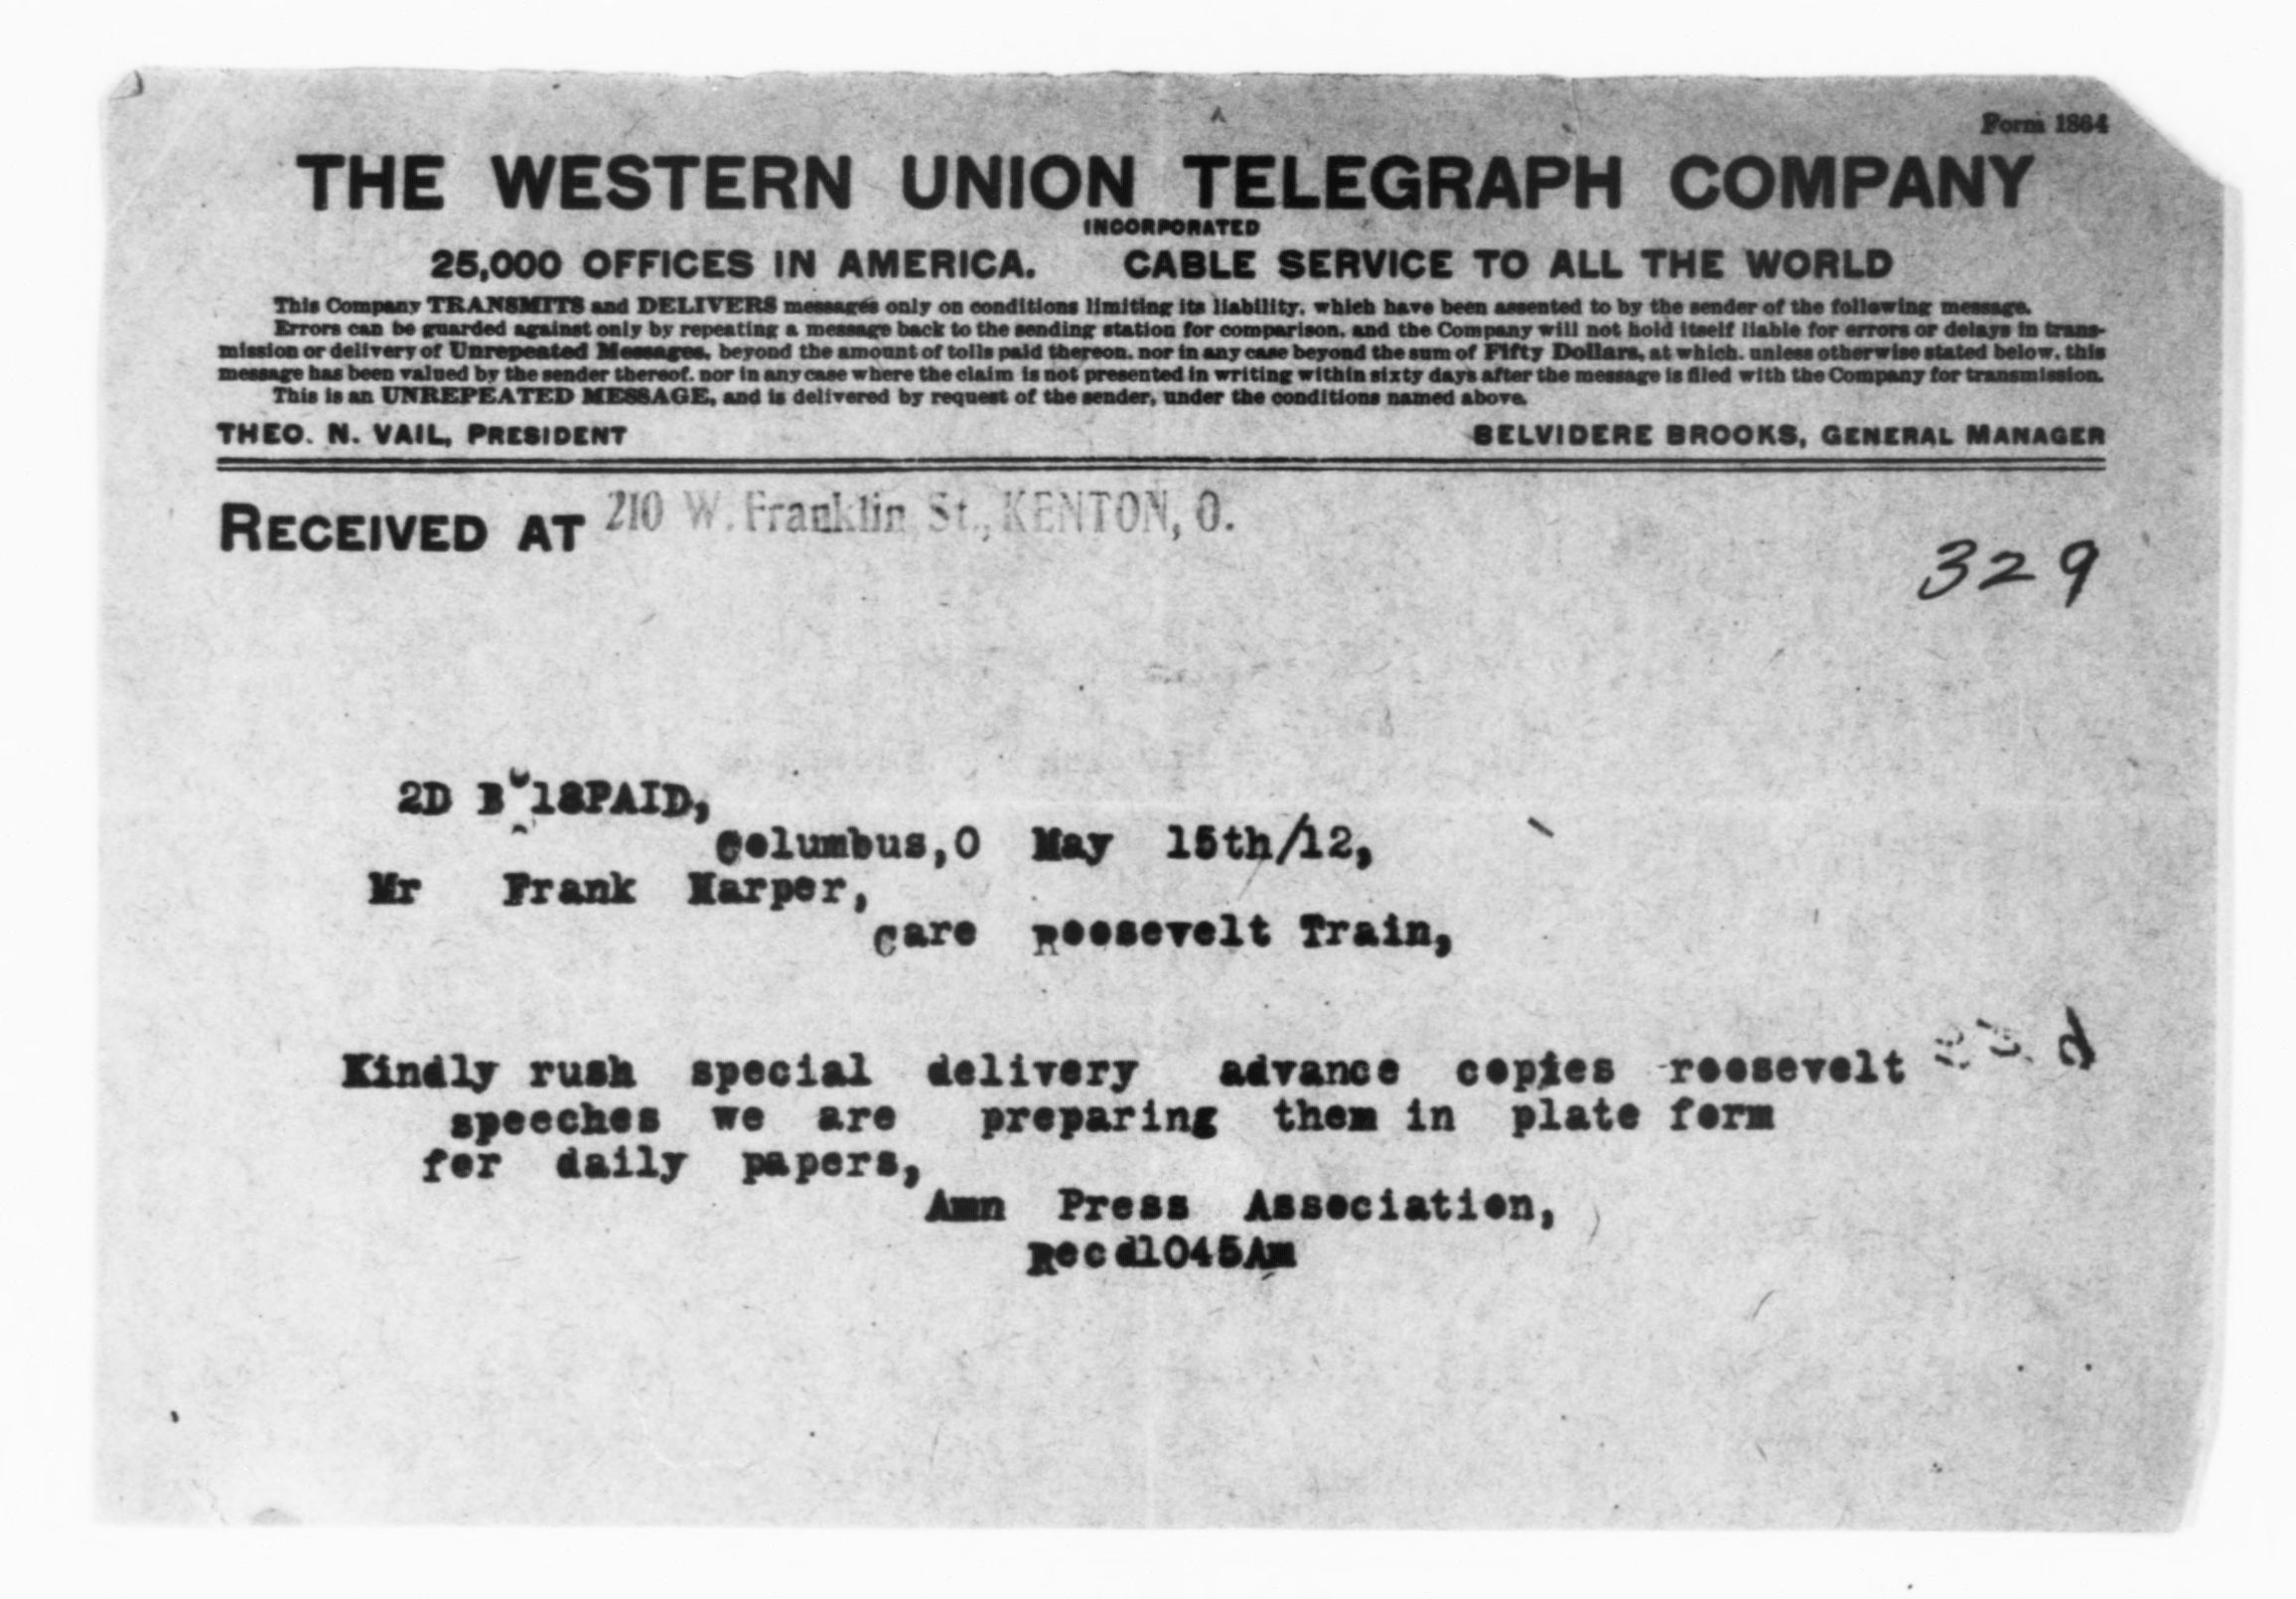 Form 1864
THE WESTERN UNION TELEGRAPH COMPANY
INCORPORATED
25,000 OFFICES IN AMERICA. CABLE SERVICE TO ALL THE WORLD
This Company TRANSMITS and DELIVERS messages only on conditions limiting its liability, which have been assented to by the sender of the following message.
Errors can be guarded against only by repeating a message back to the sending station for comparison, and the Company will not hold itself liable for errors or delays in trans-
mission or delivery of Unrepeated Messages, beyond the amount of tolls paid thereon, nor in any case beyond the sum of Fifty Dollars, at which, unless otherwise stated below, this
message has been valued by the sender thereof, nor in any case where the claim is not presented in writing within sixty days after the message is filed with the Company for transmission.
This is an UNREPEATED MESSAGE, and is delivered by request of the sender, under the conditions named above.
THEO. N. VAIL, PRESIDENT BELVIDERE BROOKS, GENERAL MANAGER
RECEIVED AT 210 W. Franklin St., KENTON, O.
329
2D B 18PAID,
Columbus,O May 15th/12,
Mr Frank Harper,
Care Roosevelt Train,
Kindly rush special delivery advance copies roosevelt
speeches we are preparing them in plate form
for daily papers,
Amn Press Association,
Recd1045Am